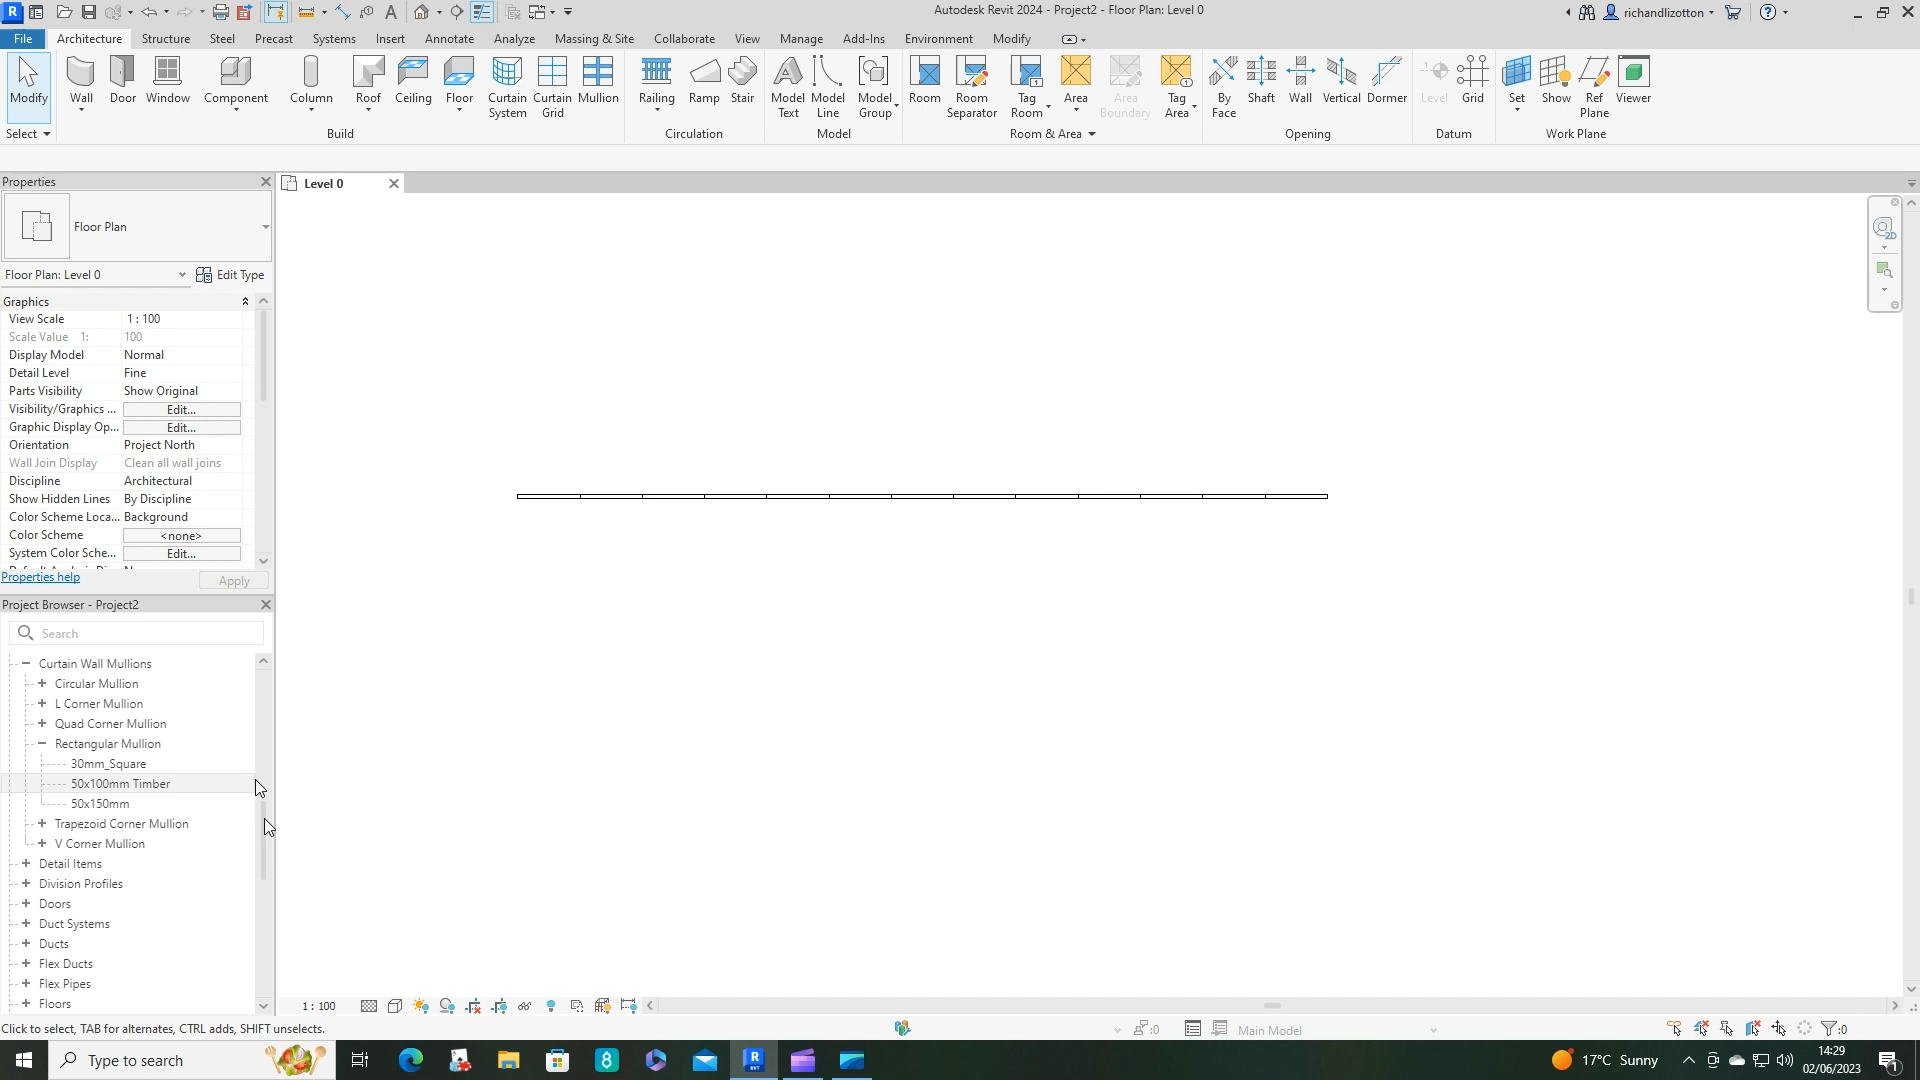 Autodesk Revit 2024 - Project2 - Floor Plan: Level 0
richandlizotton
File Architecture Structure Steel Precast Systems Insert Annotate Analyze Massing & Site Collaborate View Manage Add-Ins Environment Modify
Modify Wall Door Window Component Column Roof Ceiling Floor Curtain System Curtain Grid Mullion Railing Ramp Stair Model Text Model Line Model Group Room Room Separator Tag Room Area Area Boundary Tag Area By Face Shaft Wall Vertical Dormer Level Grid Set Show Ref Plane Viewer
Select Build Circulation Model Room & Area Opening Datum Work Plane
Properties
Level 0
Floor Plan
Floor Plan: Level 0 Edit Type
Graphics
View Scale 1 : 100
Scale Value 1: 100
Display Model Normal
Detail Level Fine
Parts Visibility Show Original
Visibility/Graphics ... Edit...
Graphic Display Op... Edit...
Orientation Project North
Wall Join Display Clean all wall joins
Discipline Architectural
Show Hidden Lines By Discipline
Color Scheme Loca... Background
Color Scheme <none>
System Color Sche... Edit...
Properties help Apply
Project Browser - Project2
Search
Curtain Wall Mullions
Circular Mullion
L Corner Mullion
Quad Corner Mullion
Rectangular Mullion
30mm_Square
50x100mm Timber
50x150mm
Trapezoid Corner Mullion
V Corner Mullion
Detail Items
Division Profiles
Doors
Duct Systems
Ducts
Flex Ducts
Flex Pipes
Floors
1 : 100
Click to select, TAB for alternates, CTRL adds, SHIFT unselects.
:0
Main Model
:0
Type here to search
17°C Sunny
14:29
02/06/2023